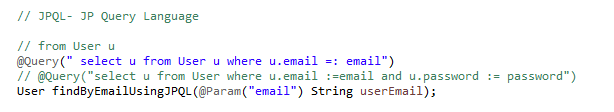 // JPQL- JP Query Language
// from User u
@Query(" select u from User u where u.email =: email")
// @Query("select u from User where u.email :=email and u.password := password")
User findByEmailUsingJPQL(@Param("email") String userEmail);